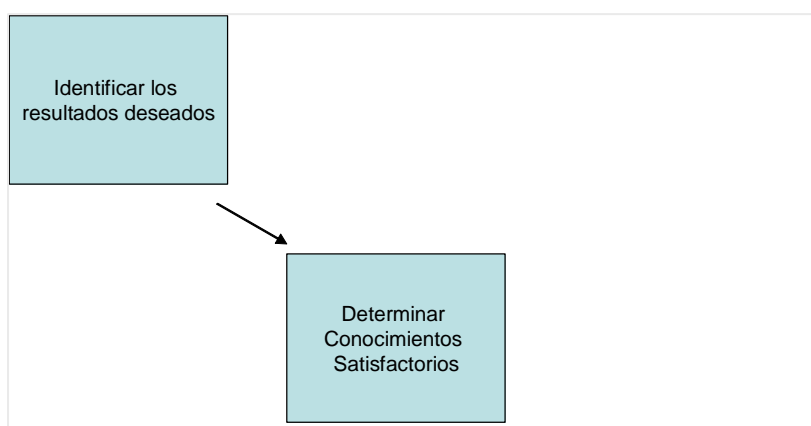 Identificar los
resultados deseados
Determinar
Conocimientos
Satisfactorios